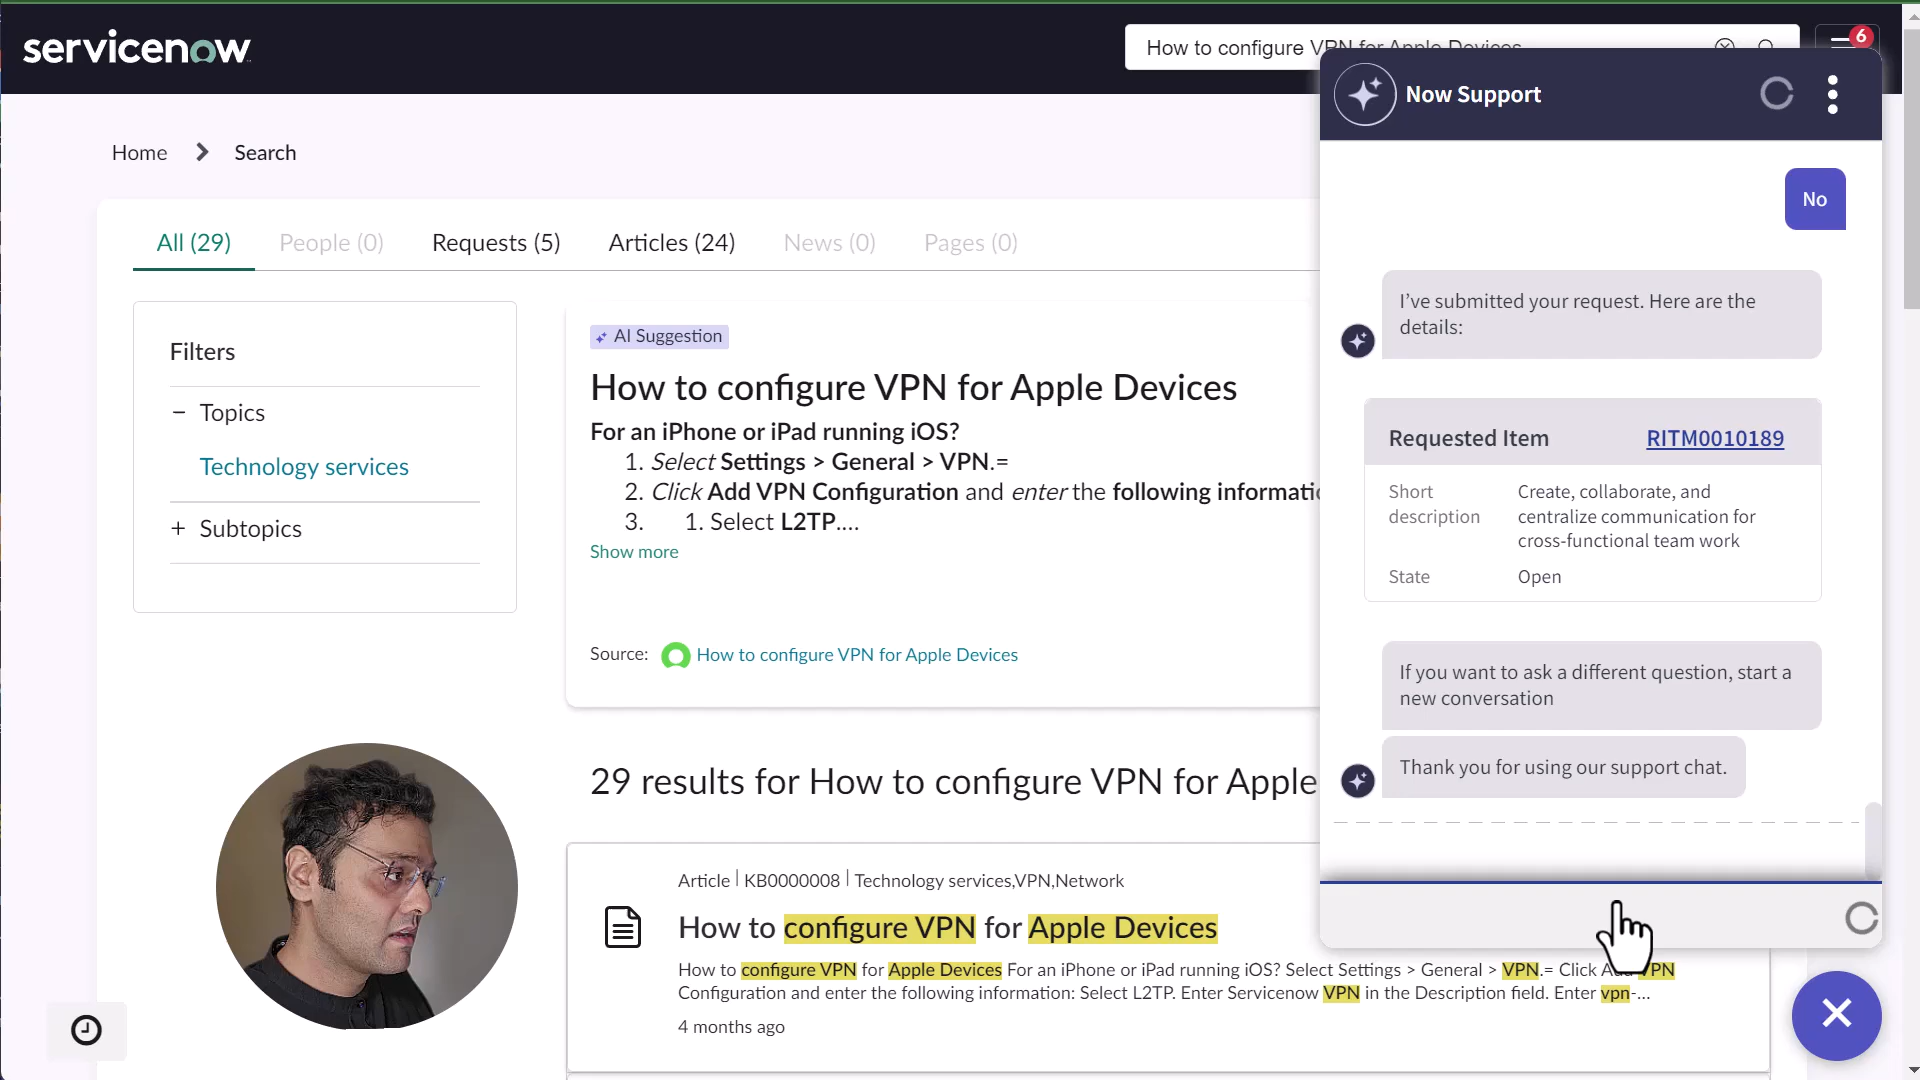 servicenow
How to configure VPN for Apple Devices
6
Home > Search
All (29) People (0) Requests (5) Articles (24) News (0) Pages (0)
Filters
− Topics
Technology services
+ Subtopics
AI Suggestion
How to configure VPN for Apple Devices
For an iPhone or iPad running iOS?
1. Select Settings > General > VPN.=
2. Click Add VPN Configuration and enter the following informatio
3. 1. Select L2TP....
Show more
Source: How to configure VPN for Apple Devices
29 results for How to configure VPN for Apple
Article | KB0000008 | Technology services,VPN,Network
How to configure VPN for Apple Devices
How to configure VPN for Apple Devices For an iPhone or iPad running iOS? Select Settings > General > VPN.= Click VPN
Configuration and enter the following information: Select L2TP. Enter Servicenow VPN in the Description field. Enter vpn-...
4 months ago
Now Support
No
I've submitted your request. Here are the
details:
Requested Item RITM0010189
Short
description
Create, collaborate, and
centralize communication for
cross-functional team work
State Open
If you want to ask a different question, start a
new conversation
Thank you for using our support chat.